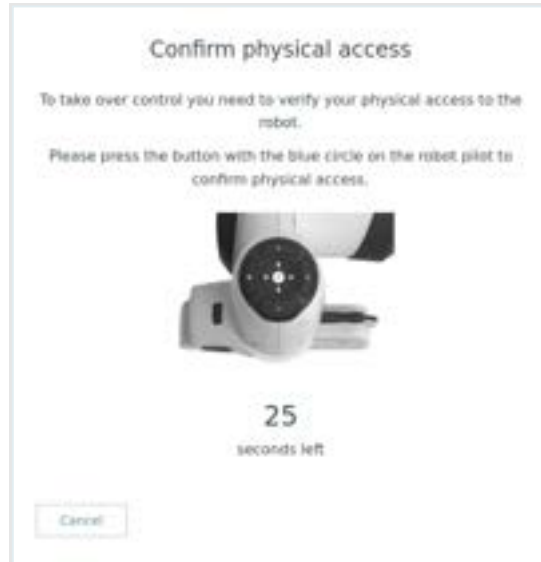 Confirm physical access
To take over control you need to verify your physical access to the
robot.
Please press the button with the blue circle on the robot pilot to
confirm physical access.
25
seconds left
Cancel